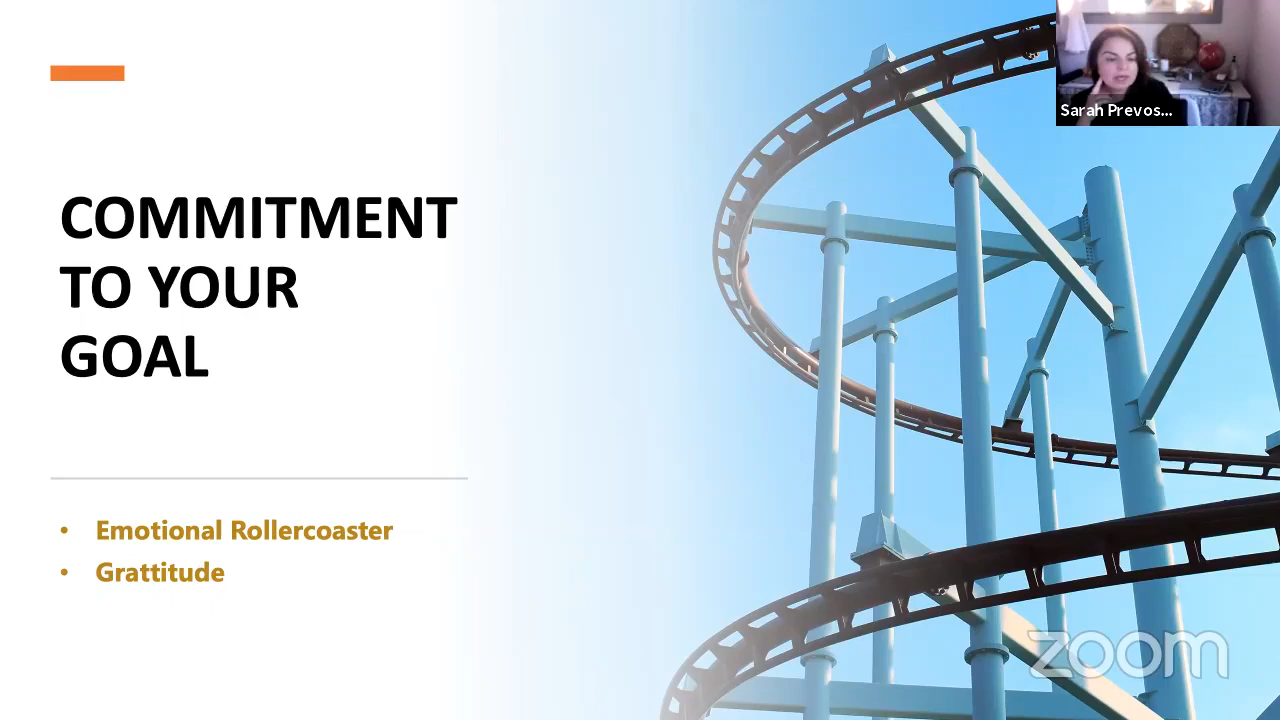 Sarah Prevos...
COMMITMENT
TO YOUR
GOAL
• Emotional Rollercoaster
• Grattitude
zoom